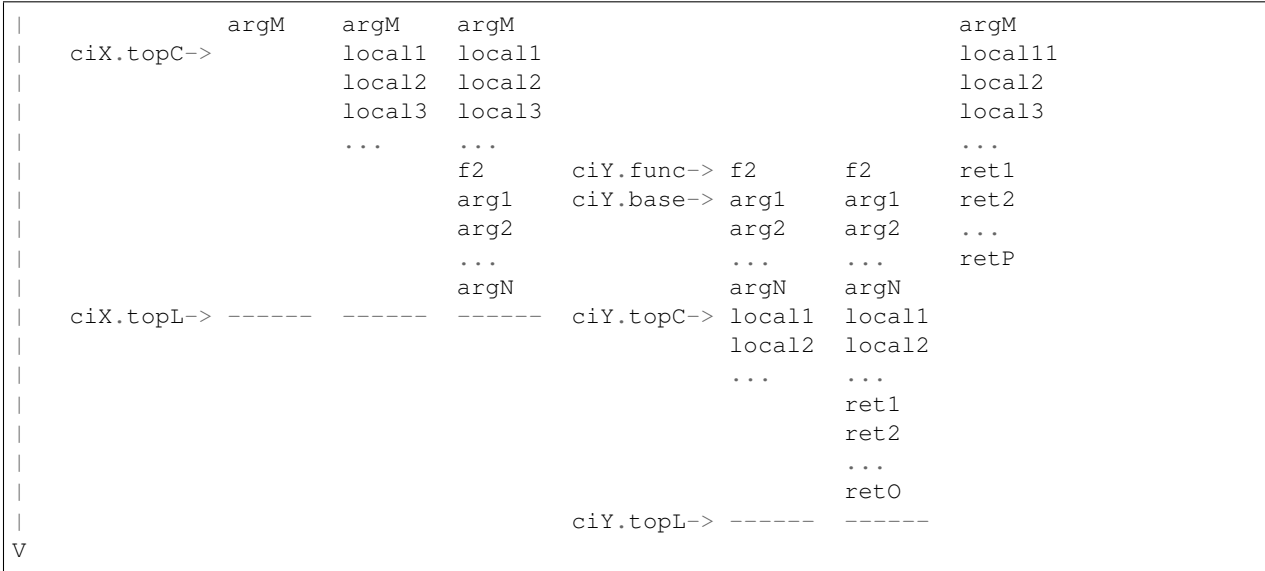 |             argM    argM    argM                               argM
|   ciX.topC->        local1  local1                             local11
|                     local2  local2                             local2
|                     local3  local3                             local3
|                     ...     ...                                ...
|                             f2      ciY.func-> f2      f2      ret1
|                             arg1    ciY.base-> arg1    arg1    ret2
|                             arg2               arg2    arg2    ...
|                             ...                ...     ...     retP
|                             argN               argN    argN
|   ciX.topL-> ------  ------  ------  ciY.topC-> local1  local1
|                                                local2  local2
|                                                ...     ...
|                                                        ret1
|                                                        ret2
|                                                        ...
|                                                        retO
|                                     ciY.topL-> ------  ------
V